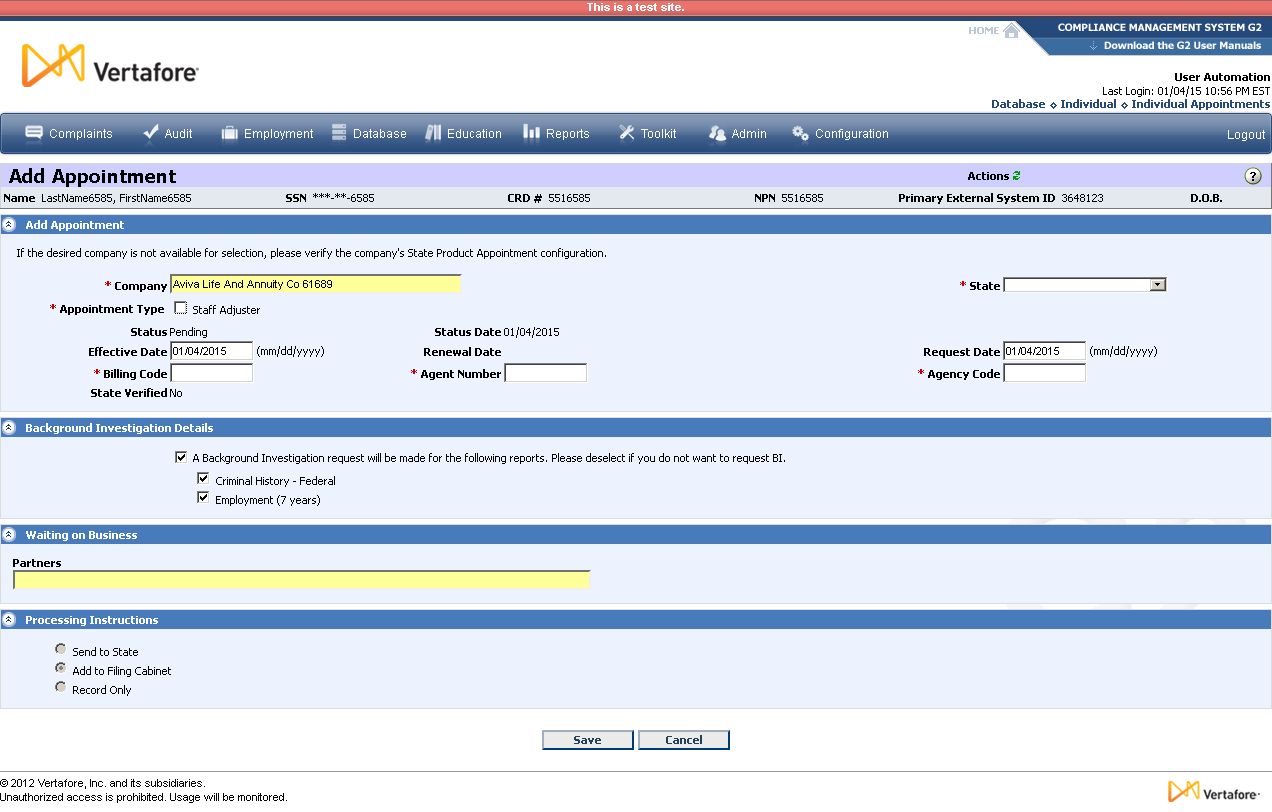 This is a test site.
HOME
COMPLIANCE MANAGEMENT SYSTEM G2
Download the G2 User Manuals
Vertafore
User Automation
Last Login: 01/04/15 10:56 PM EST
Database ⬦ Individual ⬦ Individual Appointments
Complaints Audit Employment Database Education Reports Toolkit Admin Configuration Logout
Add Appointment Actions ?
Name LastName6585, FirstName6585 SSN ***-**-6585 CRD # 5516585 NPN 5516585 Primary External System ID 3648123 D.O.B.
Add Appointment
If the desired company is not available for selection, please verify the company's State Product Appointment configuration.
* Company Aviva Life And Annuity Co 61689 * State
* Appointment Type Staff Adjuster
Status Pending Status Date 01/04/2015
Effective Date 01/04/2015 (mm/dd/yyyy) Renewal Date Request Date 01/04/2015 (mm/dd/yyyy)
* Billing Code * Agent Number * Agency Code
State Verified No
Background Investigation Details
A Background Investigation request will be made for the following reports. Please deselect if you do not want to request BI.
Criminal History - Federal
Employment (7 years)
Waiting on Business
Partners
Processing Instructions
Send to State
Add to Filing Cabinet
Record Only
Save Cancel
© 2012 Vertafore, Inc. and its subsidiaries.
Unauthorized access is prohibited. Usage will be monitored.
Vertafore